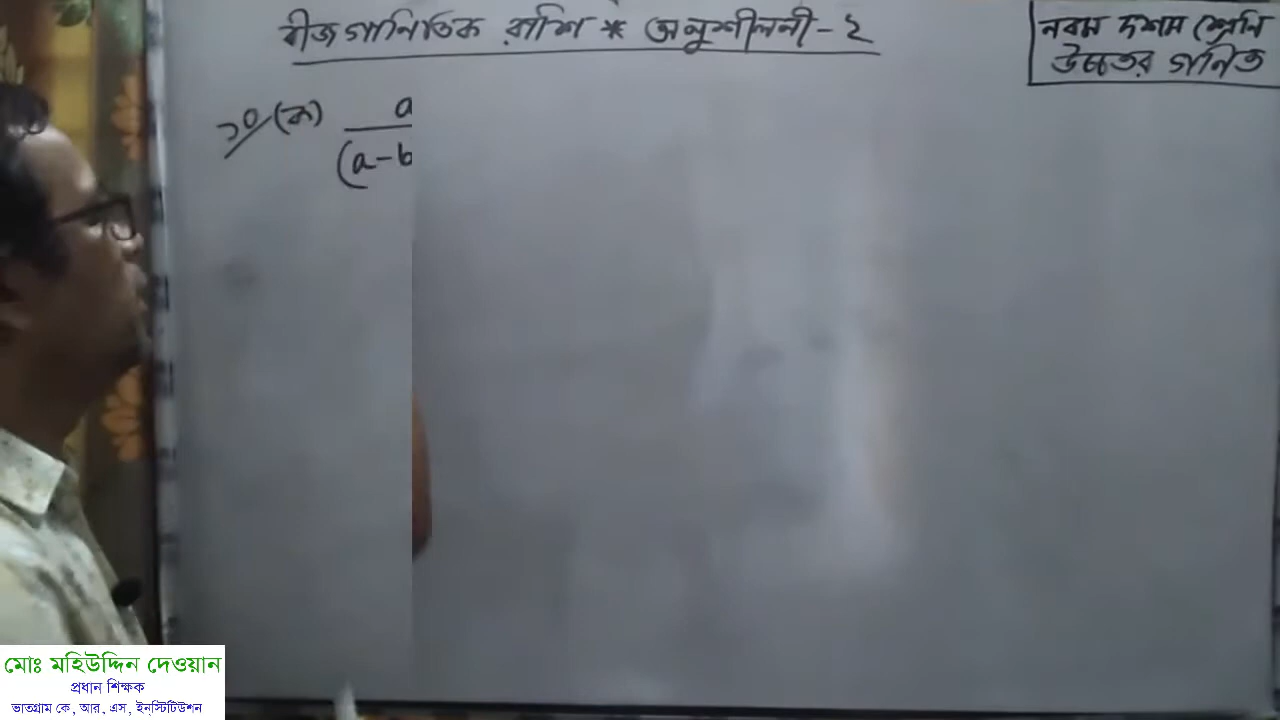 বীজগানিতিক রাশি * অনুশীলনী-২
নবম দশম শ্রেনি
উচ্চতর গনিত
১০/(ক) a
(a-b
মোঃ মহিউদ্দিন দেওয়ান
প্রধান শিক্ষক
ভাতগ্রাম কে, আর, এস, ইনস্টিটিউশন